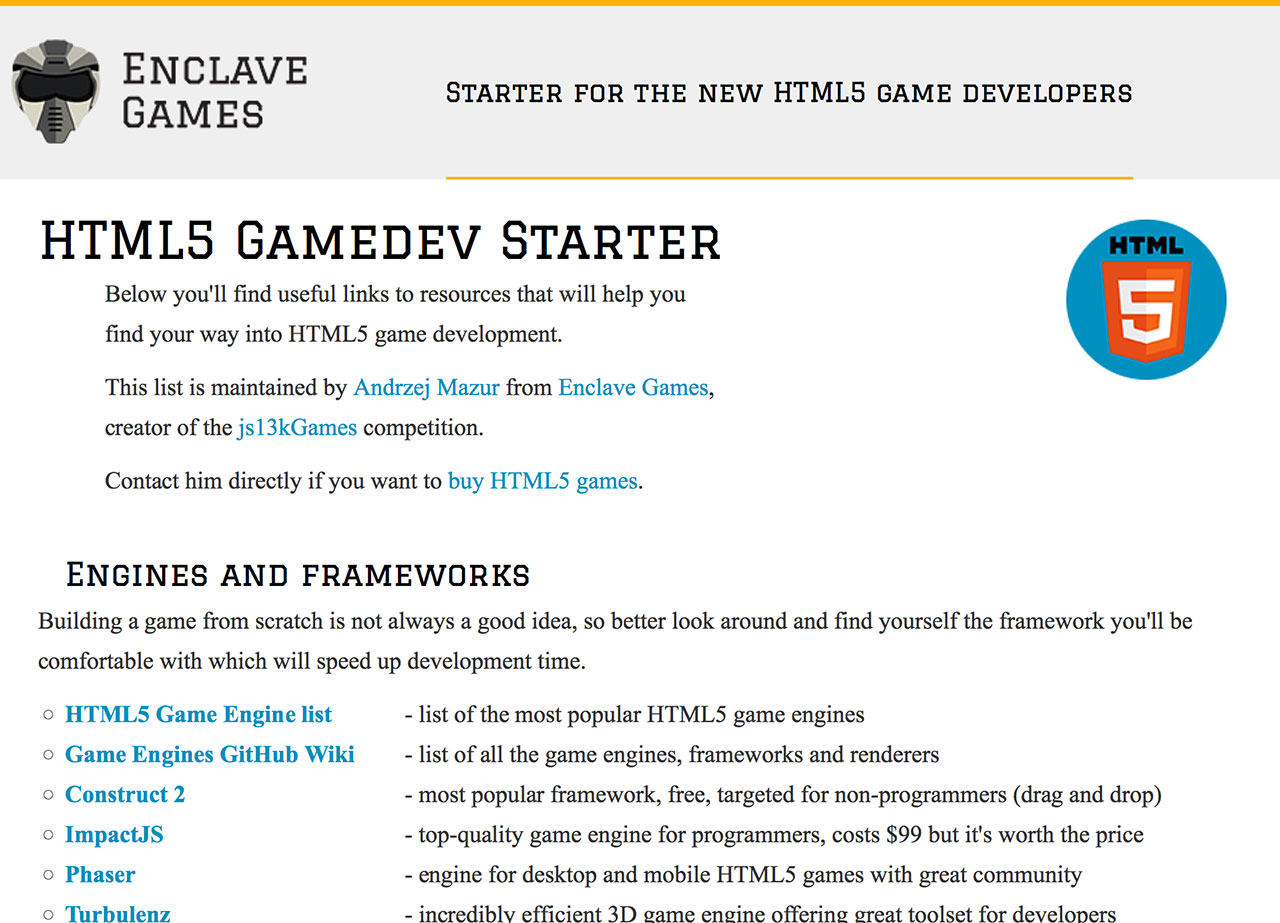 Enclave
Games
Starter for the new HTML5 game developers
HTML
5
HTML5 Gamedev Starter
Below you'll find useful links to resources that will help you
find your way into HTML5 game development.
This list is maintained by Andrzej Mazur from Enclave Games,
creator of the js13kGames competition.
Contact him directly if you want to buy HTML5 games.
Engines and frameworks
Building a game from scratch is not always a good idea, so better look around and find yourself the framework you'll be
comfortable with which will speed up development time.
HTML5 Game Engine list - list of the most popular HTML5 game engines
Game Engines GitHub Wiki - list of all the game engines, frameworks and renderers
Construct 2 - most popular framework, free, targeted for non-programmers (drag and drop)
ImpactJS - top-quality game engine for programmers, costs $99 but it's worth the price
Phaser - engine for desktop and mobile HTML5 games with great community
Turbulenz - incredibly efficient 3D game engine offering great toolset for developers